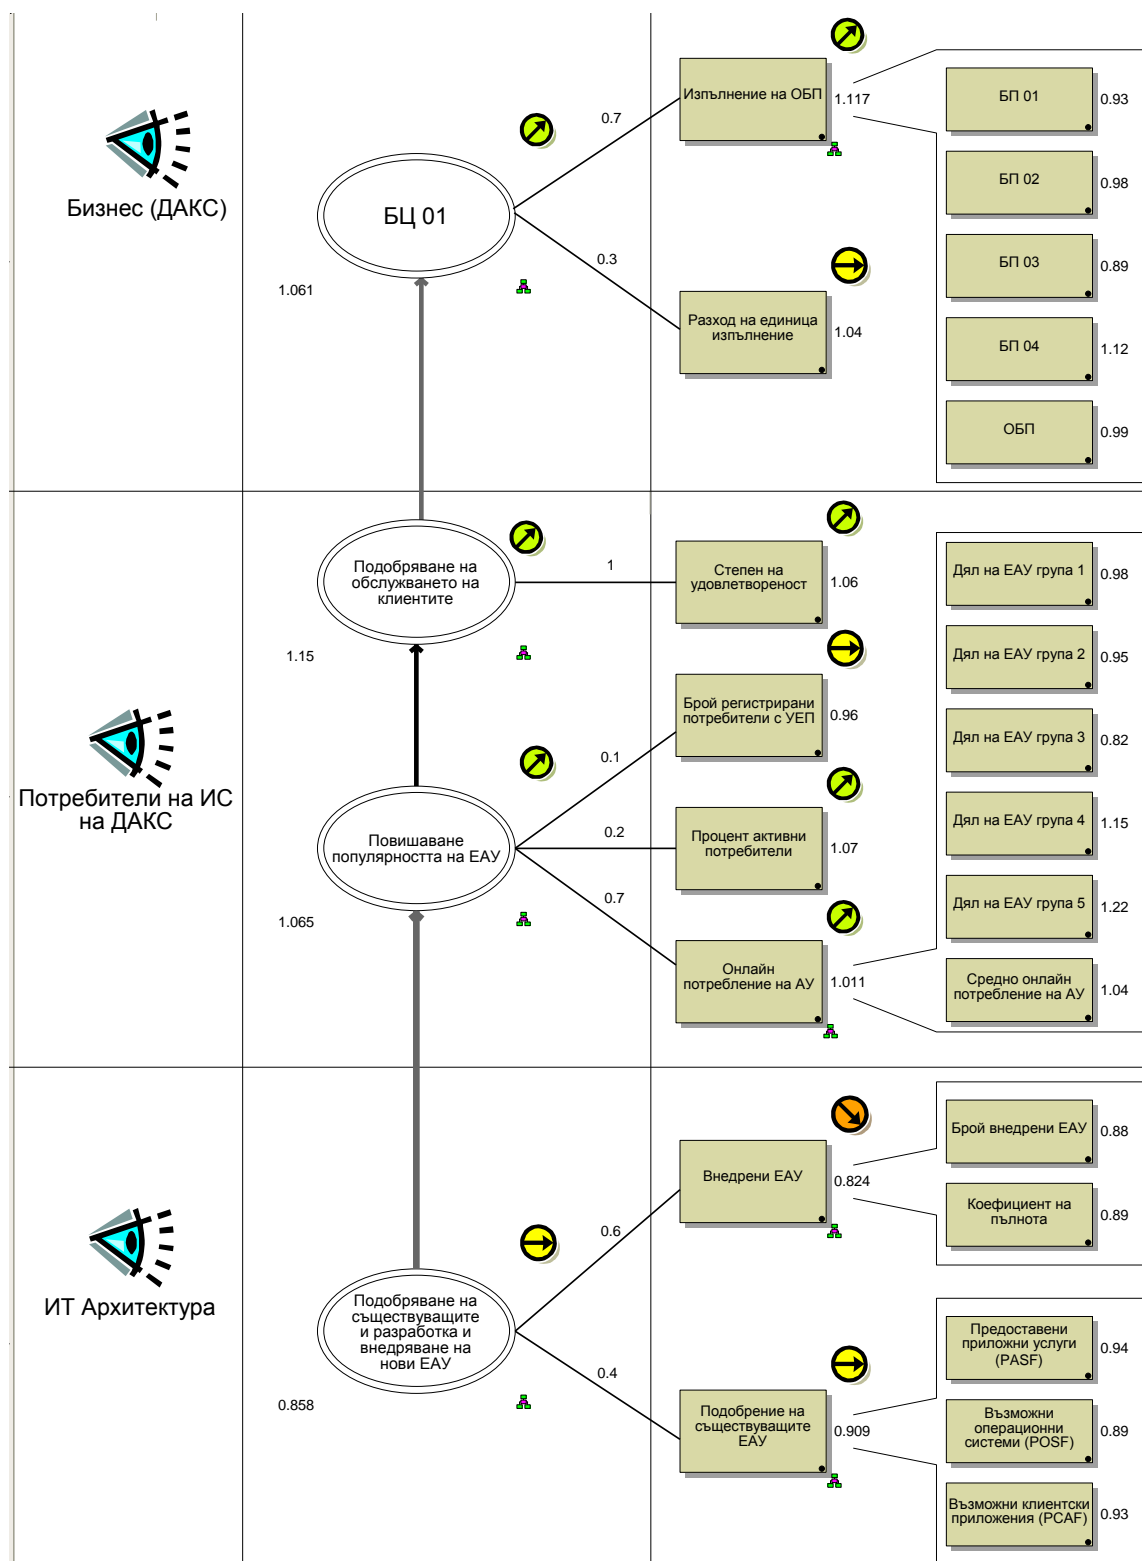 Бизнес (ДАКС)
БЦ 01
1.061
0.7
0.3
Изпълнение на ОБП
1.117
Разход на единица
изпълнение
1.04
БП 01
0.93
БП 02
0.98
БП 03
0.89
БП 04
1.12
ОБП
0.99
Потребители на ИС
на ДАКС
Подобряване на
обслужването на
клиентите
1.15
1
Степен на
удовлетвореност
1.06
Повишаване
популярността на ЕАУ
1.065
0.1
0.2
0.7
Брой регистрирани
потребители с УЕП
0.96
Процент активни
потребители
1.07
Онлайн
потребление на АУ
1.011
Дял на ЕАУ група 1
0.98
Дял на ЕАУ група 2
0.95
Дял на ЕАУ група 3
0.82
Дял на ЕАУ група 4
1.15
Дял на ЕАУ група 5
1.22
Средно онлайн
потребление на АУ
1.04
ИТ Архитектура
Подобряване на
съществуващите
и разработка и
внедряване на
нови ЕАУ
0.858
0.6
0.4
Внедрени ЕАУ
0.824
Подобрение на
съществуващите
ЕАУ
0.909
Брой внедрени ЕАУ
0.88
Коефициент на
пълнота
0.89
Предоставени
приложни услуги
(PASF)
0.94
Възможни
операционни
системи (POSF)
0.89
Възможни клиентски
приложения (PCAF)
0.93